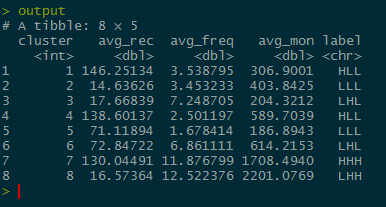 > output
# A tibble: 8 × 5
cluster avg_rec avg_freq avg_mon label
<int> <dbl> <dbl> <dbl> <chr>
1 1 146.25134 3.538795 306.9001 HLL
2 2 14.63626 3.453233 403.8425 LLL
3 3 17.66839 7.248705 204.3212 LHL
4 4 138.60137 2.501197 589.7039 HLL
5 5 71.11894 1.678414 186.8943 LLL
6 6 72.84722 6.861111 614.2153 LHL
7 7 130.04491 11.876799 1708.4940 HHH
8 8 16.57364 12.522376 2201.0769 LHH
>